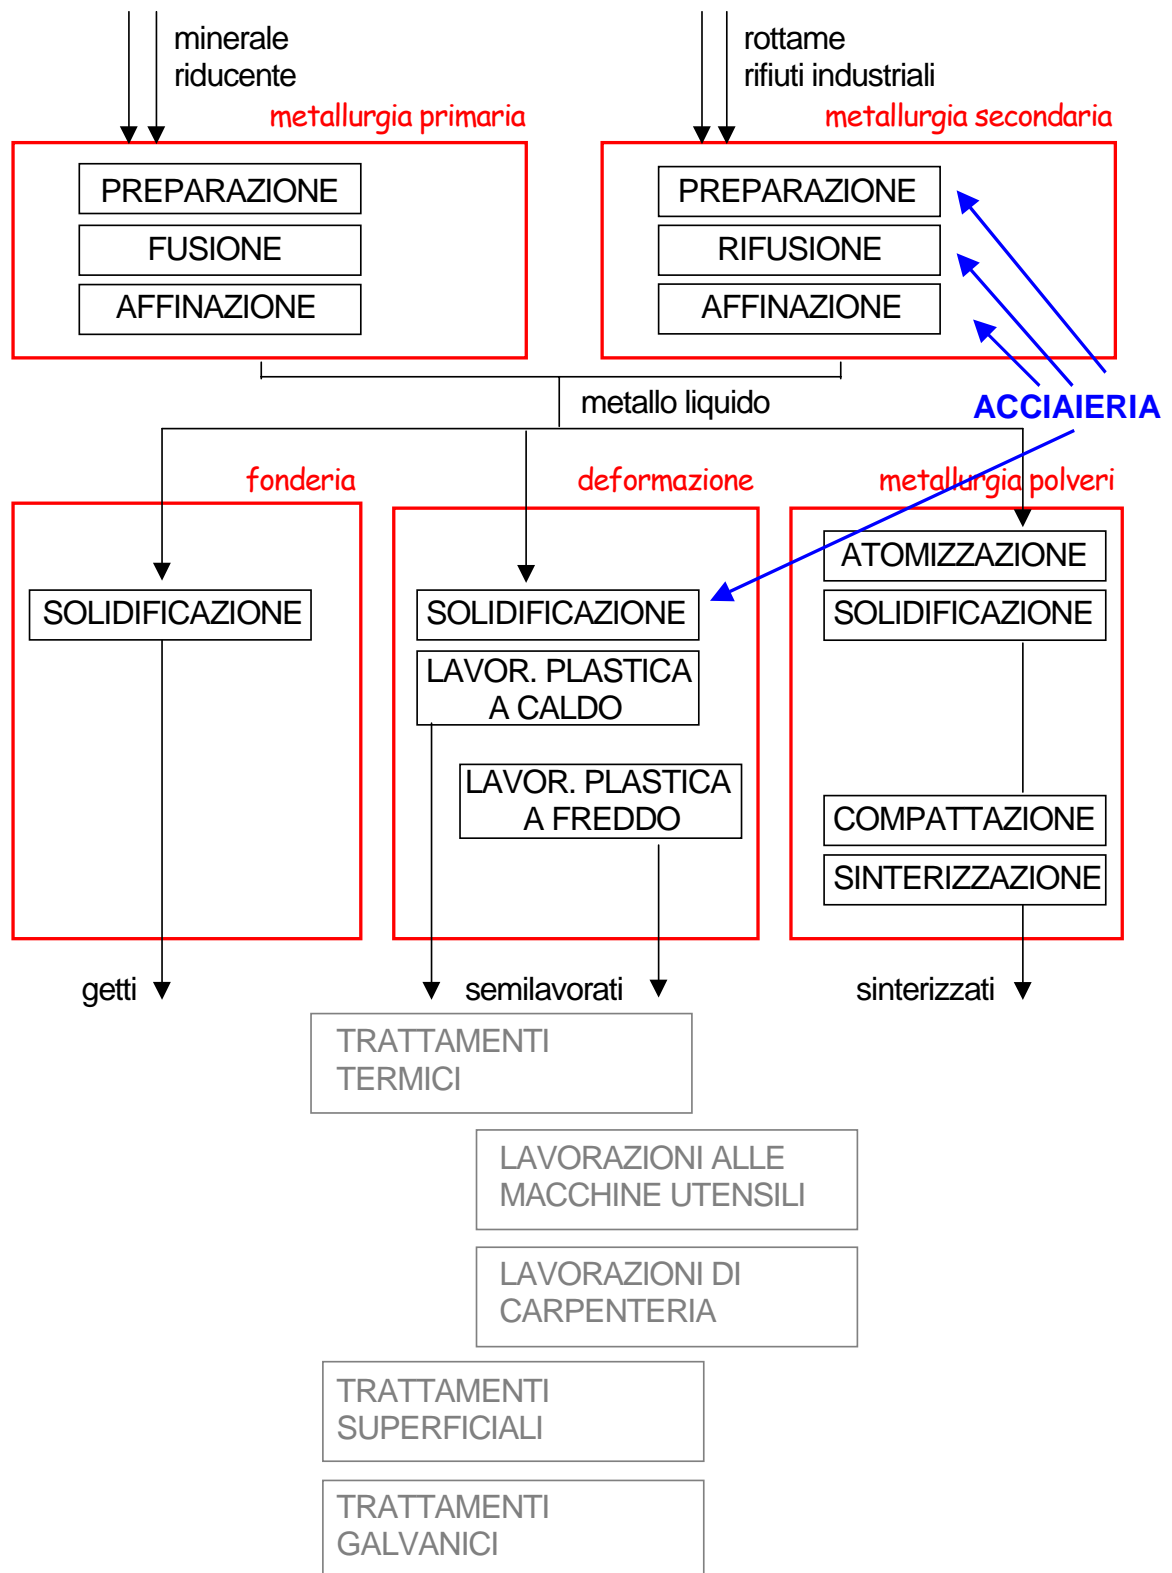 minerale
riducente
rottame
rifiuti industriali
metallurgia primaria
metallurgia secondaria
PREPARAZIONE
FUSIONE
AFFINAZIONE
PREPARAZIONE
RIFUSIONE
AFFINAZIONE
metallo liquido
ACCIAIERIA
fonderia
deformazione
metallurgia polveri
SOLIDIFICAZIONE
SOLIDIFICAZIONE
LAVOR. PLASTICA
A CALDO
LAVOR. PLASTICA
A FREDDO
ATOMIZZAZIONE
SOLIDIFICAZIONE
COMPATTAZIONE
SINTERIZZAZIONE
getti
semilavorati
sinterizzati
TRATTAMENTI
TERMICI
LAVORAZIONI ALLE
MACCHINE UTENSILI
LAVORAZIONI DI
CARPENTERIA
TRATTAMENTI
SUPERFICIALI
TRATTAMENTI
GALVANICI